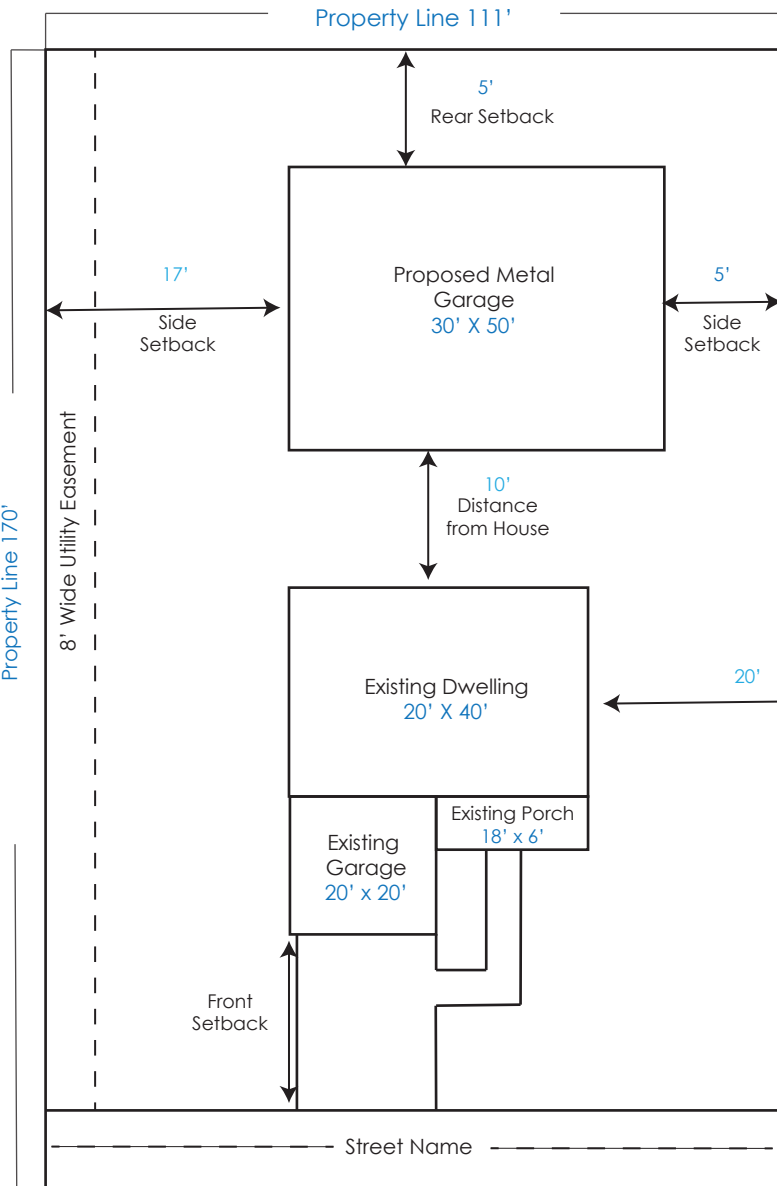 Property Line 111’
5’
Rear Setback
17’
Side
Setback
Proposed Metal
Garage
30’ X 50’
5’
Side
Setback
10’
Distance
from House
8’ Wide Utility Easement
Property Line 170’
Existing Dwelling
20’ X 40’
20’
Existing Porch
18’ x 6’
Existing
Garage
20’ x 20’
Front
Setback
Street Name